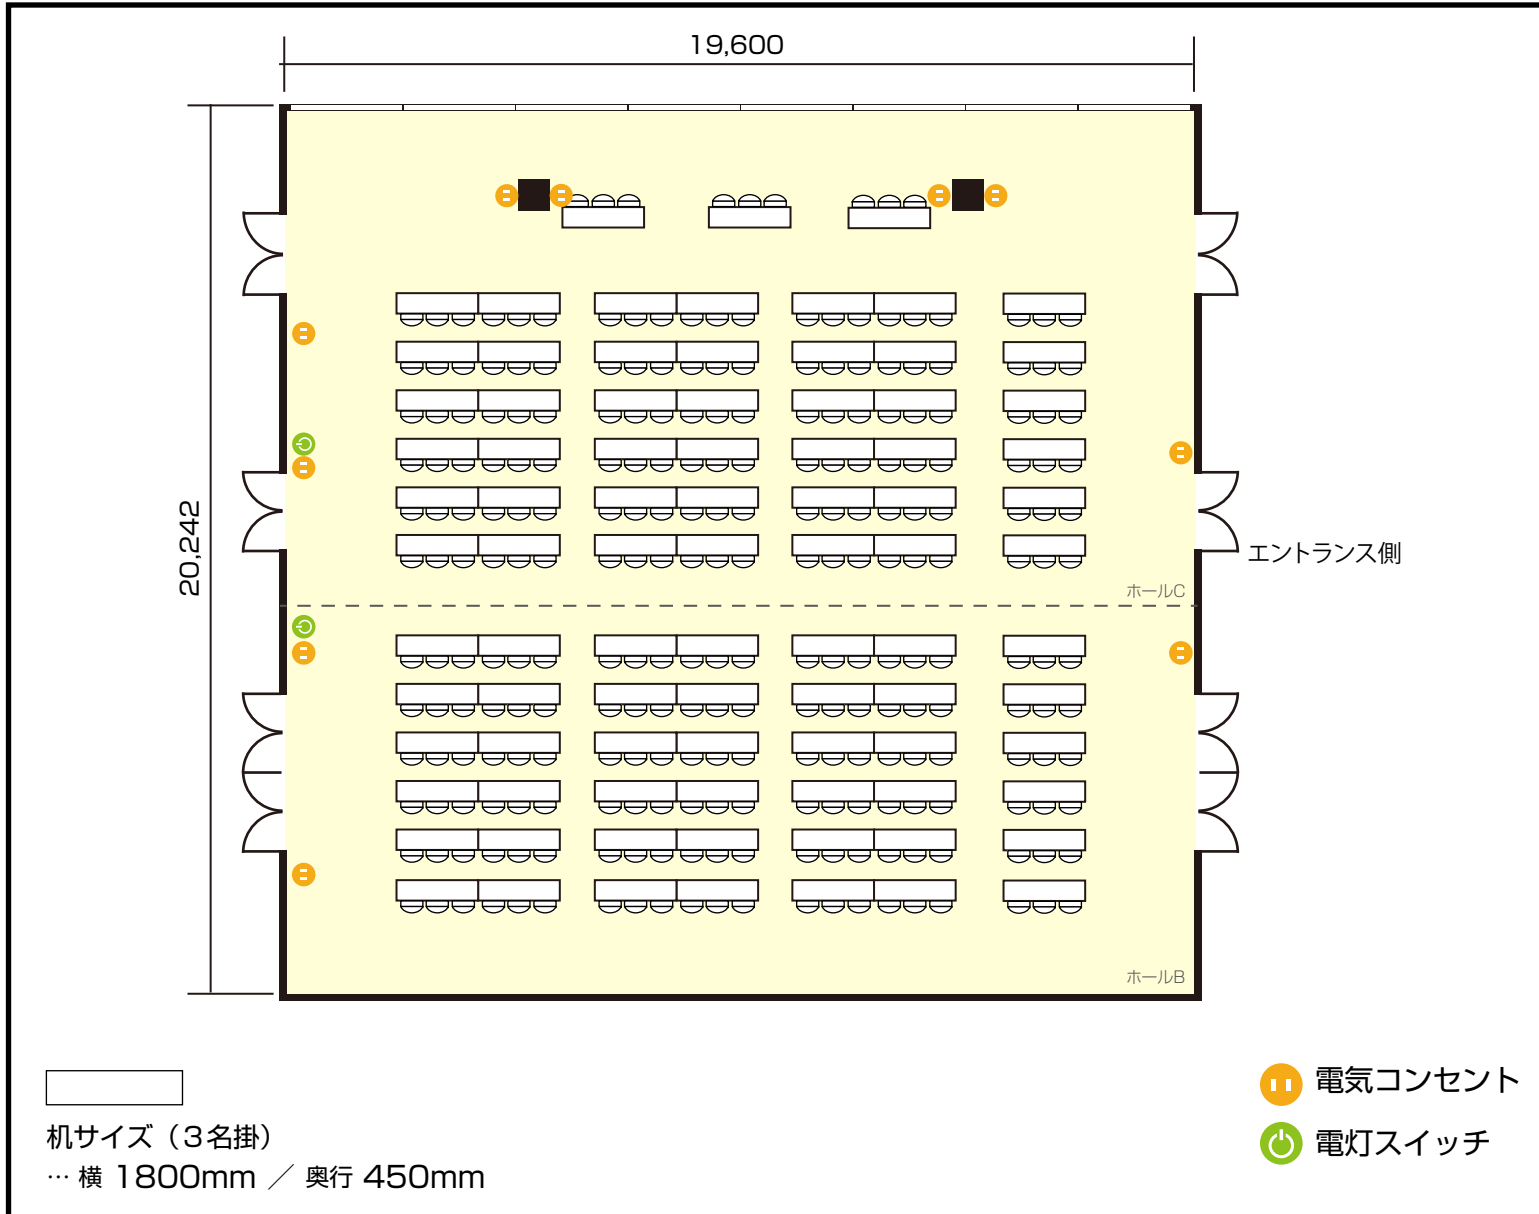 19,600
20,242
エントランス側
ホールC
ホールB
机サイズ（３名掛）
… 横 1800mm ／ 奥行 450mm
電気コンセント
電灯スイッチ